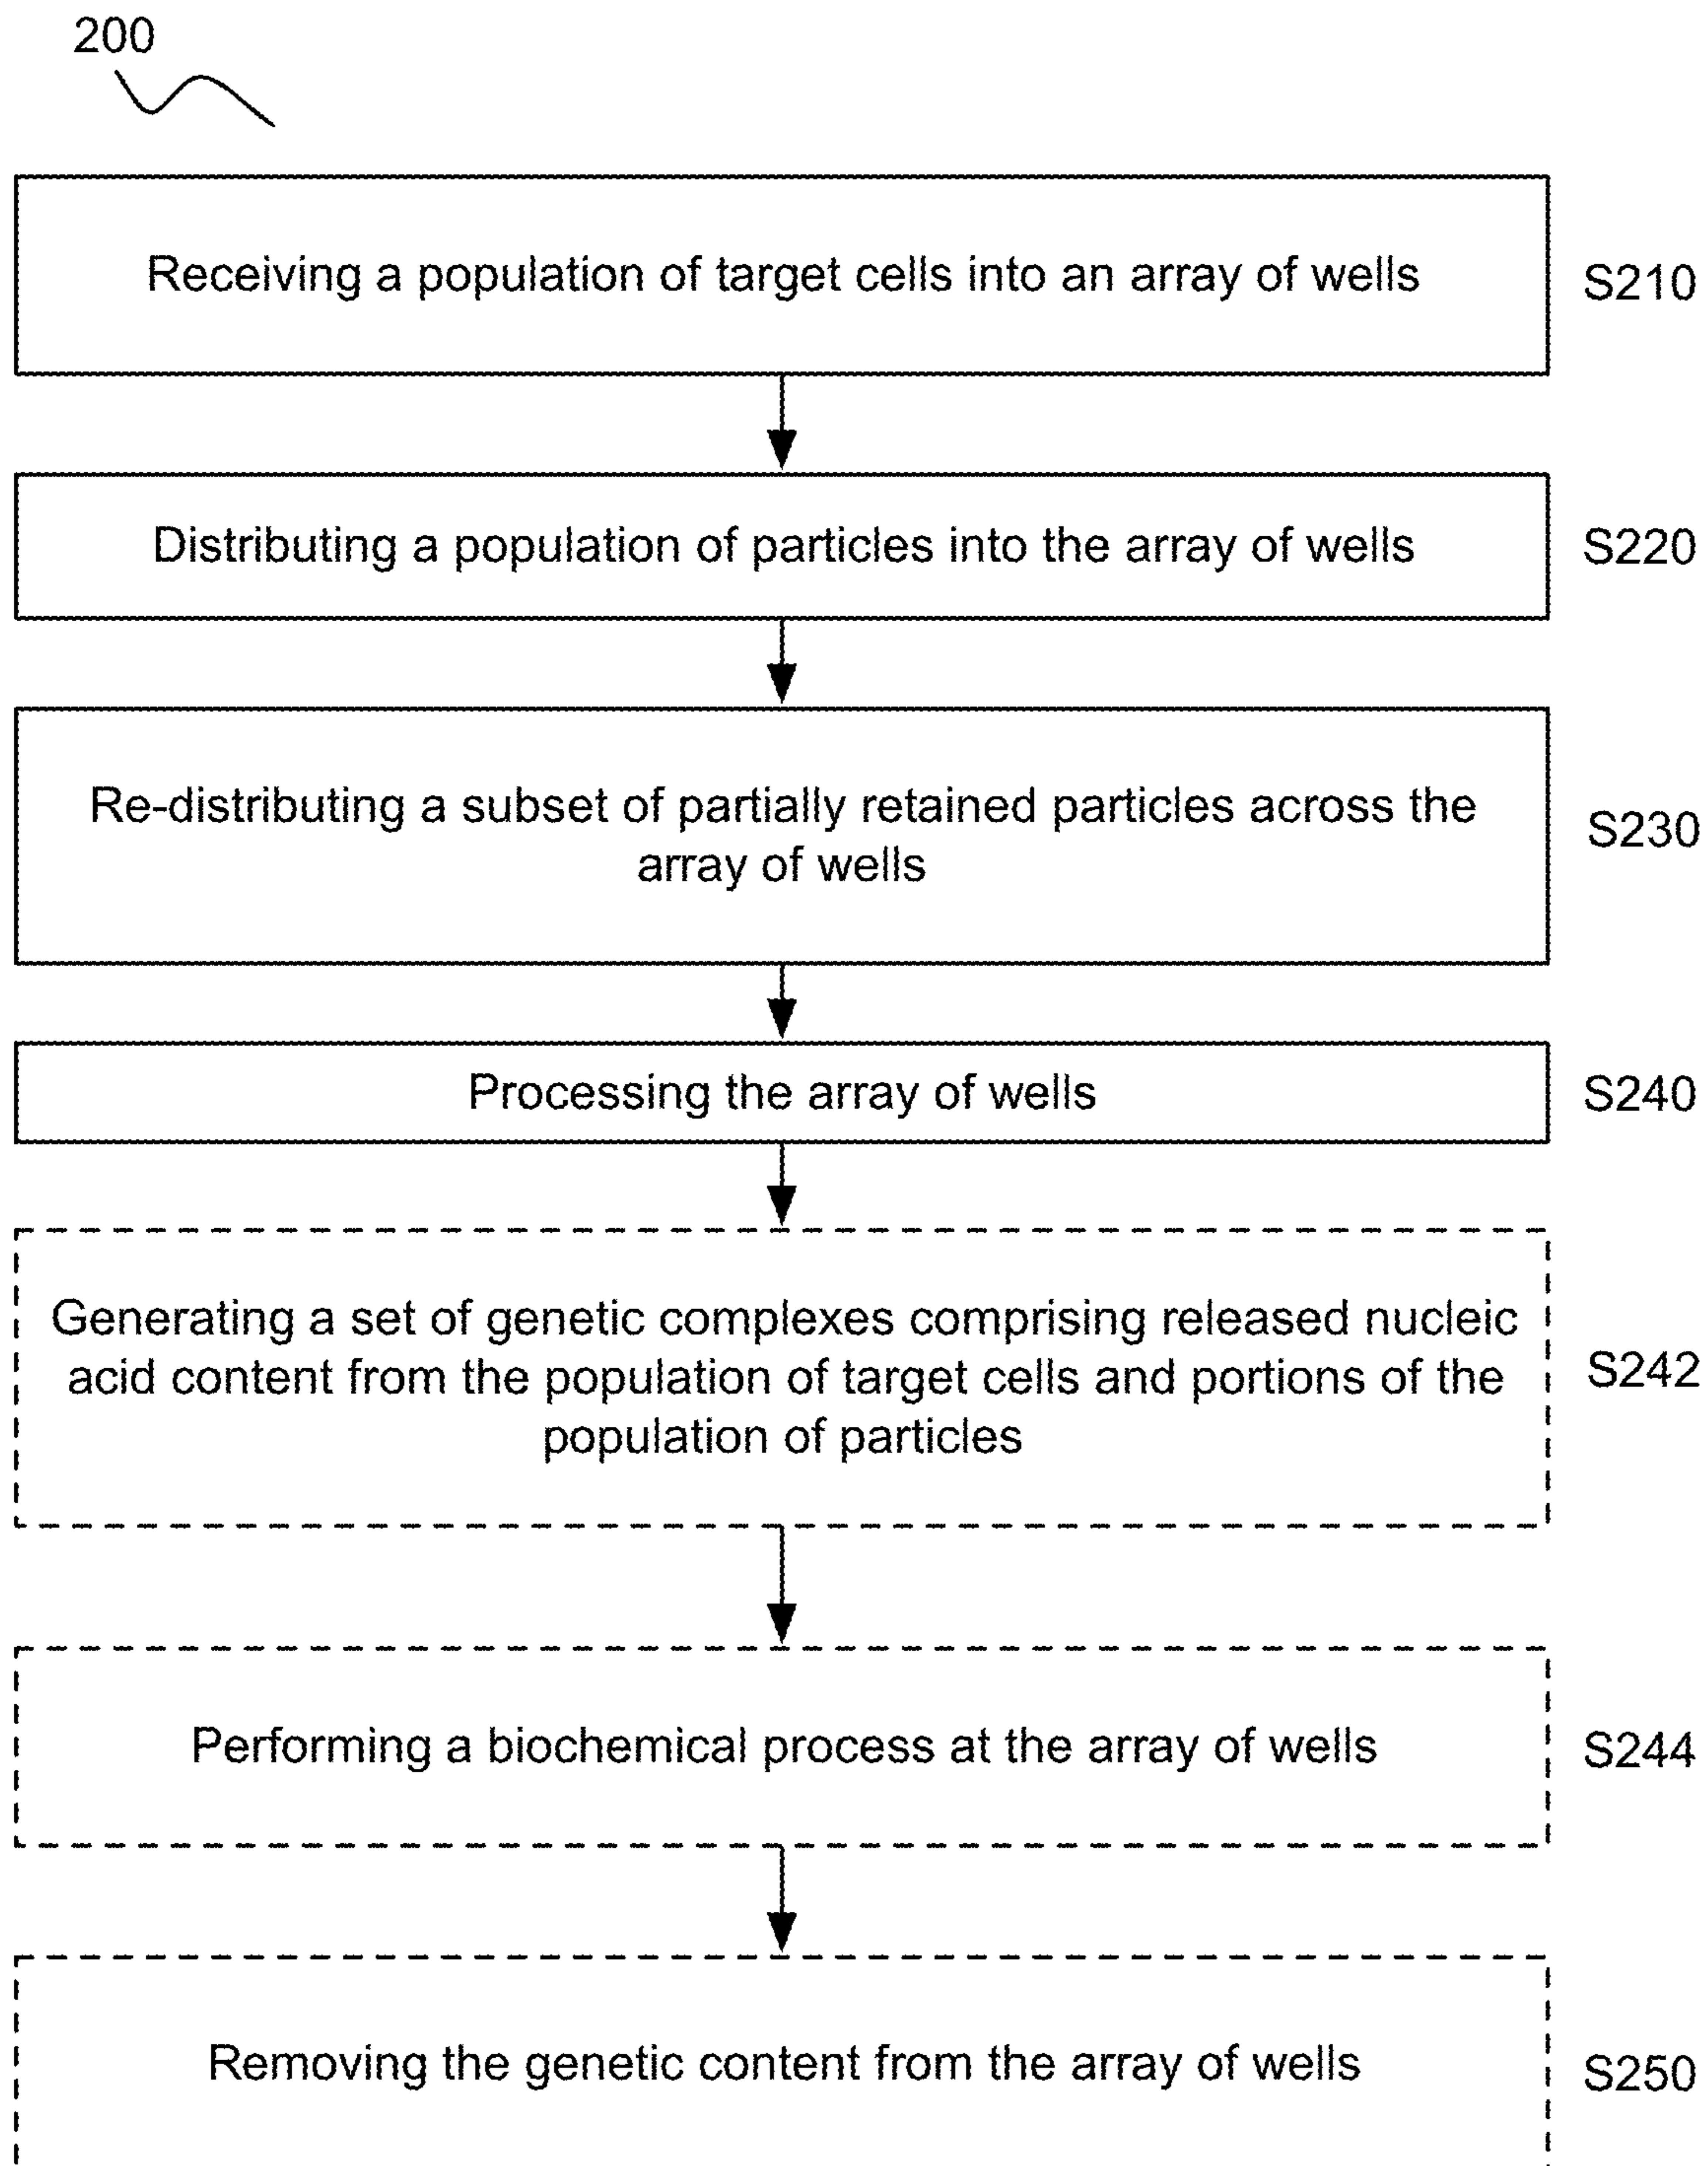 200
Receiving a population of target cells into an array of wells
S210
Distributing a population of particles into the array of wells
S220
Re-distributing a subset of partially retained particles across the
array of wells
S230
Processing the array of wells
S240
Generating a set of genetic complexes comprising released nucleic
acid content from the population of target cells and portions of the
population of particles
S242
Performing a biochemical process at the array of wells
S244
Removing the genetic content from the array of wells
S250